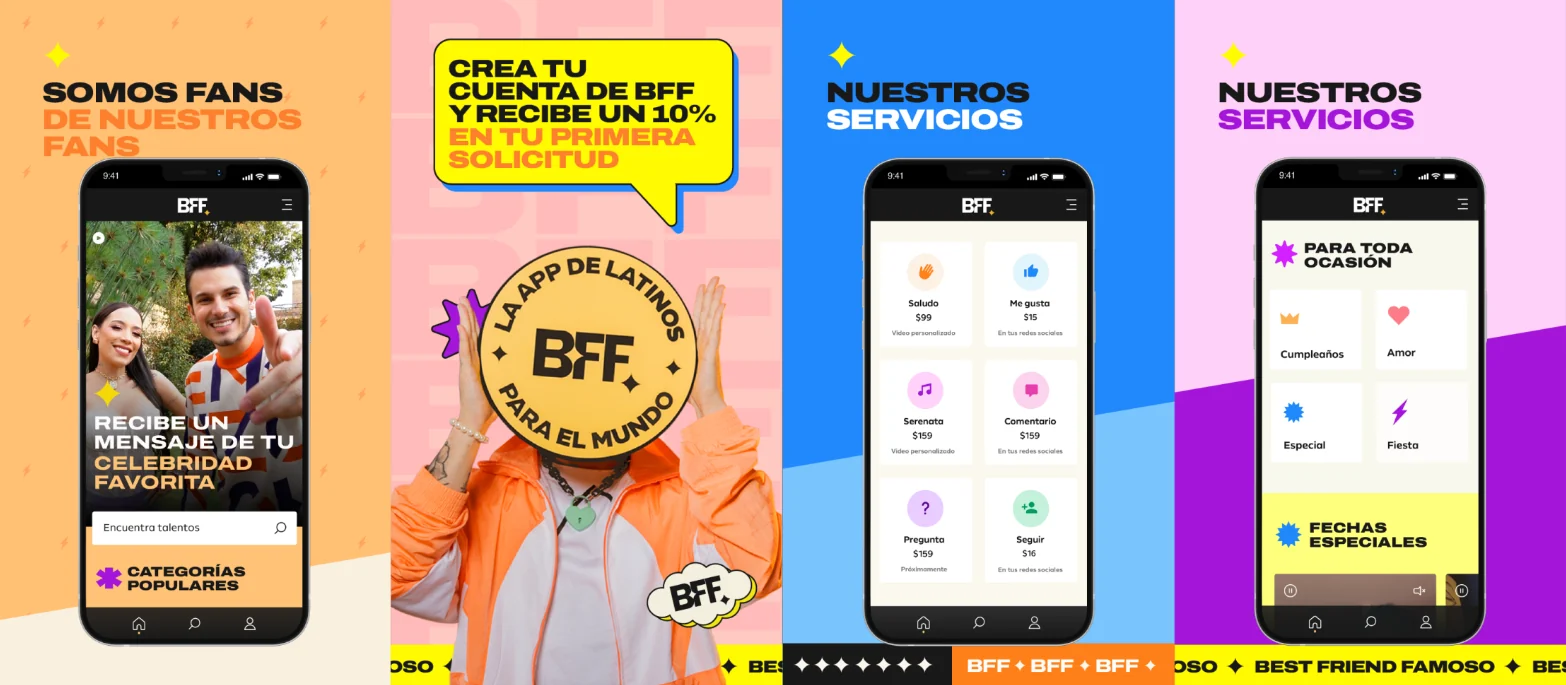 SOMOS FANS
DE NUESTROS
FANS
9:41
BFF
RECIBE UN
MENSAJE DE TU
CELEBRIDAD
FAVORITA
Encuentra talentos
CATEGORÍAS
POPULARES
CREA TU
CUENTA DE BFF
Y RECIBE UN 10%
EN TU PRIMERA
SOLICITUD
LA APP DE LATINOS
BFF
PARA EL MUNDO
BFF
OSO
BES
NUESTROS
SERVICIOS
9:41
BFF
Saludo
$99
Video personalizado
Me gusta
$15
En tus redes sociales
Serenata
$159
Video personalizado
Comentario
$159
En tus redes sociales
Pregunta
$159
Próximamente
Seguir
$16
En tus redes sociales
BFF BFF BFF
NUESTROS
SERVICIOS
9:41
BFF
PARA TODA
OCASIÓN
Cumpleaños
Amor
Especial
Fiesta
FECHAS
ESPECIALES
OSO BEST FRIEND FAMOSO BES